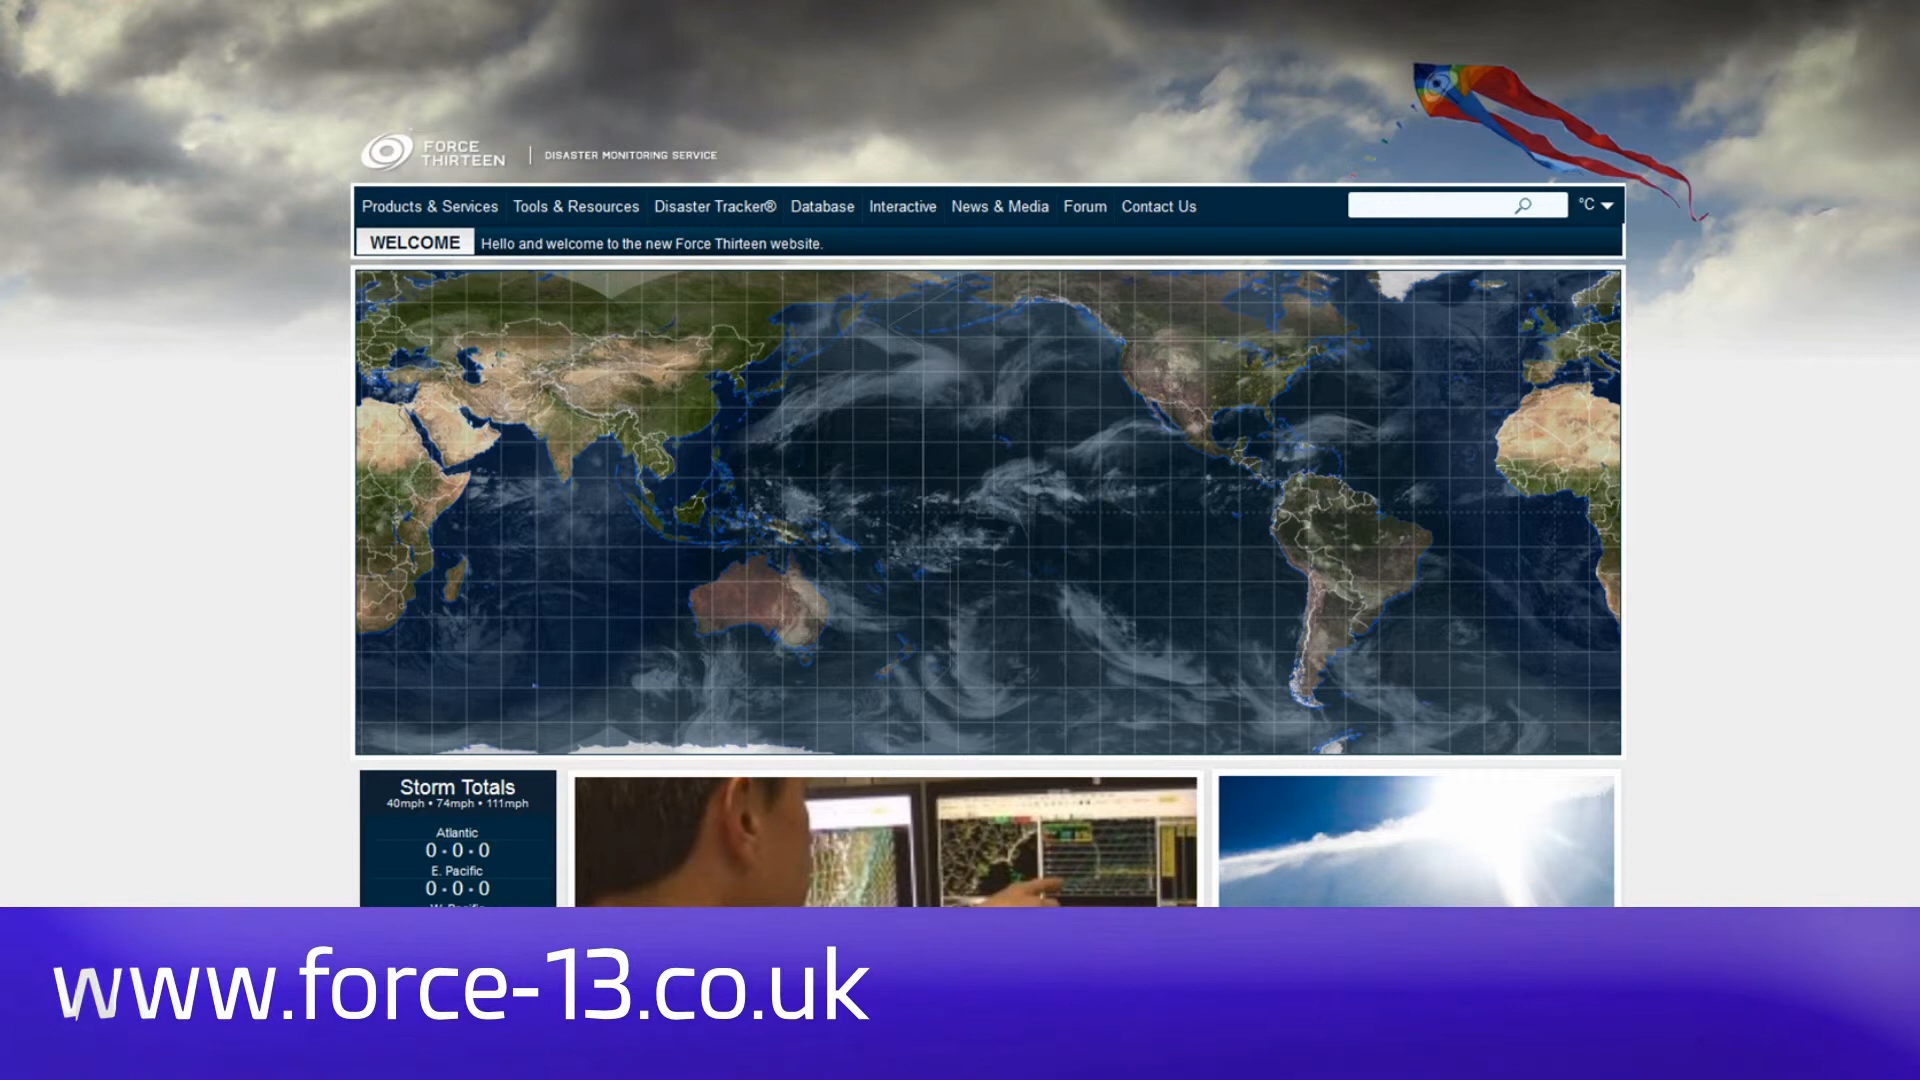 FORCE
THIRTEEN
DISASTER MONITORING SERVICE
Products & Services Tools & Resources Disaster Tracker® Database Interactive News & Media Forum Contact Us
°C
WELCOME Hello and welcome to the new Force Thirteen website.
Storm Totals
40mph • 74mph • 111mph
Atlantic
0 • 0 • 0
E. Pacific
0 • 0 • 0
www.force-13.co.uk